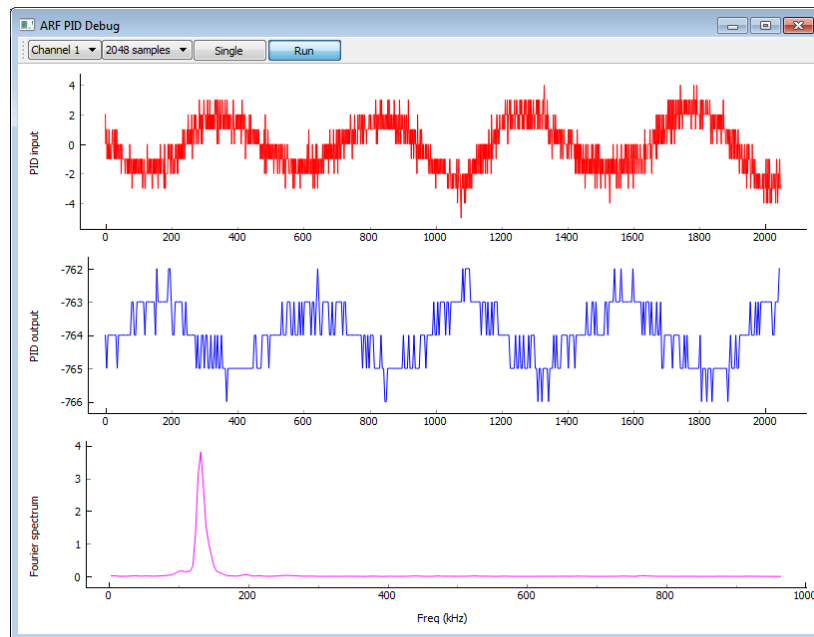 ARF PID Debug
Channel 1 2048 samples Single Run
PID input
4
2
0
-2
-4
0 200 400 600 800 1000 1200 1400 1600 1800 2000
PID output
-762
-763
-764
-765
-766
0 200 400 600 800 1000 1200 1400 1600 1800 2000
Fourier spectrum
4
3
2
1
0
0 200 400 600 800 1000
Freq (kHz)